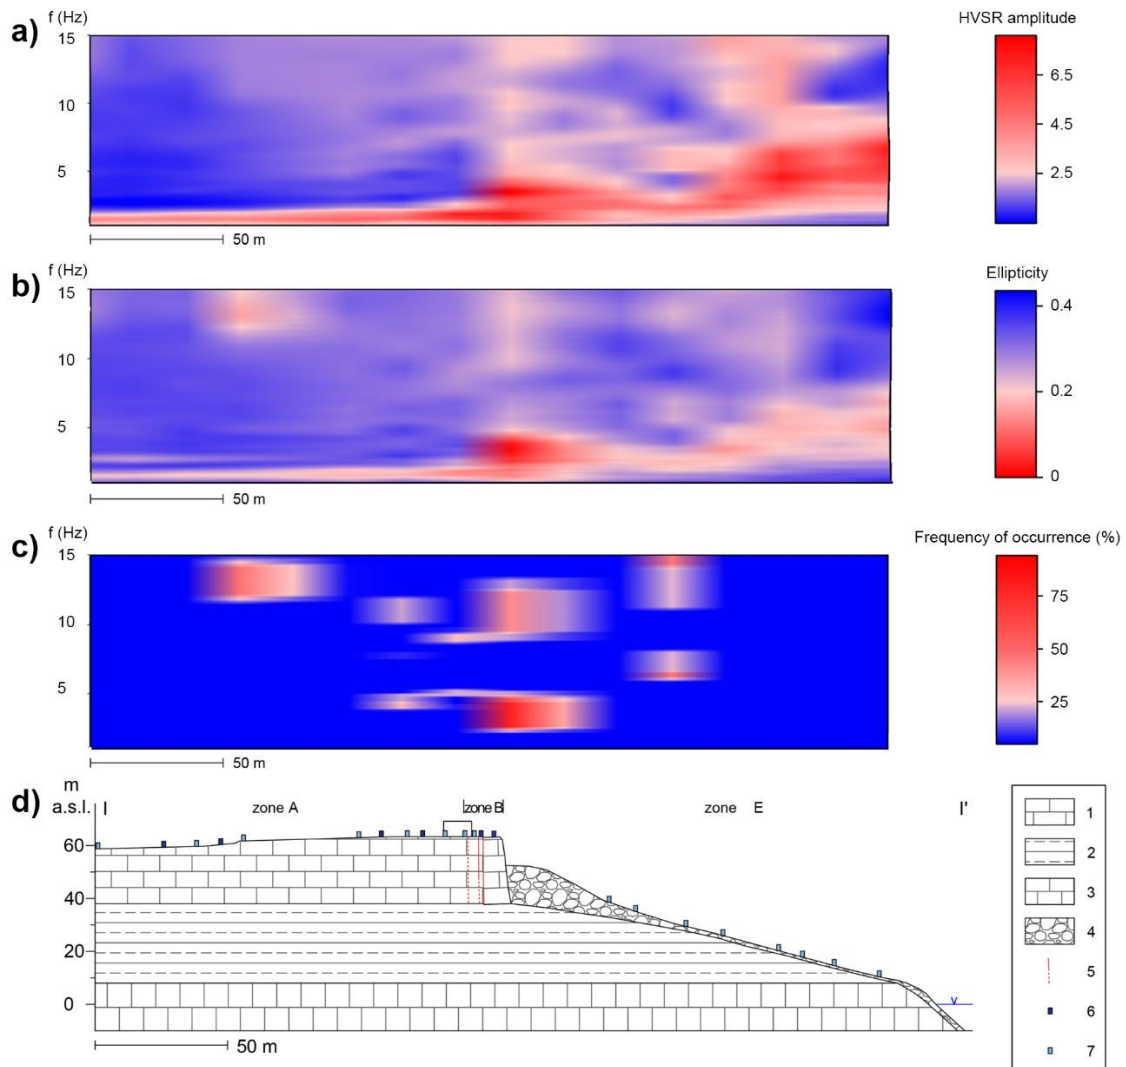 a)
f (Hz)
15
10
5
50 m
HVSR amplitude
6.5
4.5
2.5
b)
f (Hz)
15
10
5
50 m
Ellipticity
0.4
0.2
0
c)
f (Hz)
15
10
5
50 m
Frequency of occurrence (%)
75
50
25
d)
m
a.s.l.
I
zone A
zone B
zone E
I'
60
40
20
0
v
50 m
1
2
3
4
5
6
7